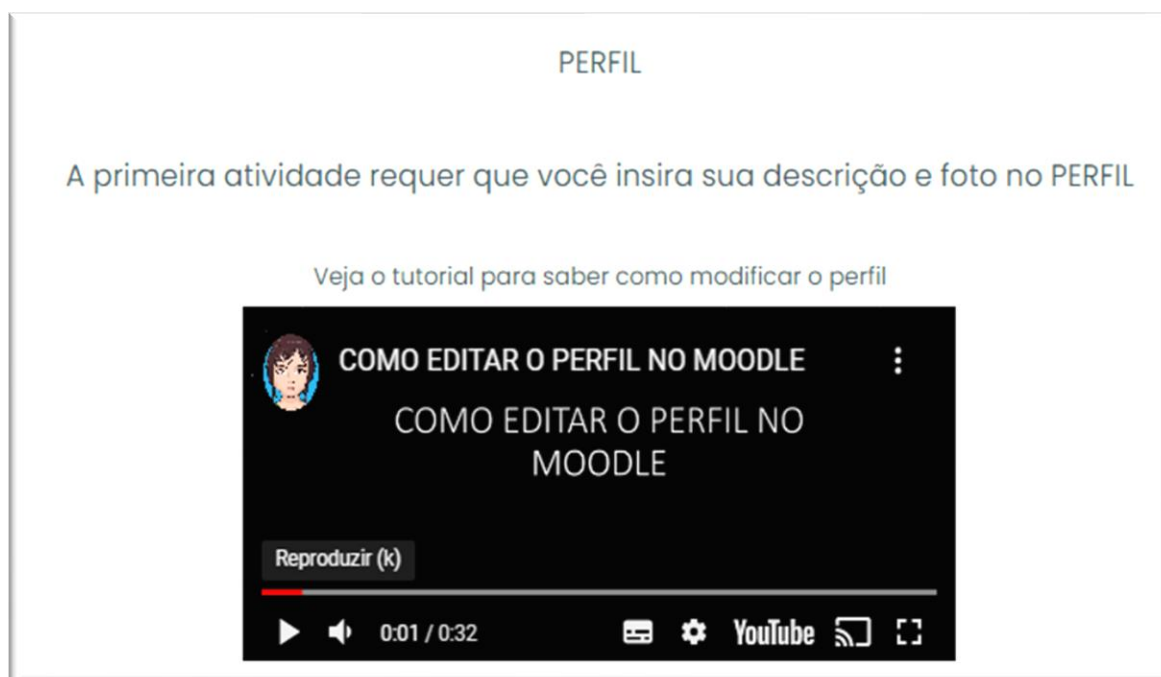 PERFIL
A primeira atividade requer que você insira sua descrição e foto no PERFIL
Veja o tutorial para saber como modificar o perfil
COMO EDITAR O PERFIL NO MOODLE
COMO EDITAR O PERFIL NO
MOODLE
Reproduzir (k)
0:01 / 0:32
YouTube